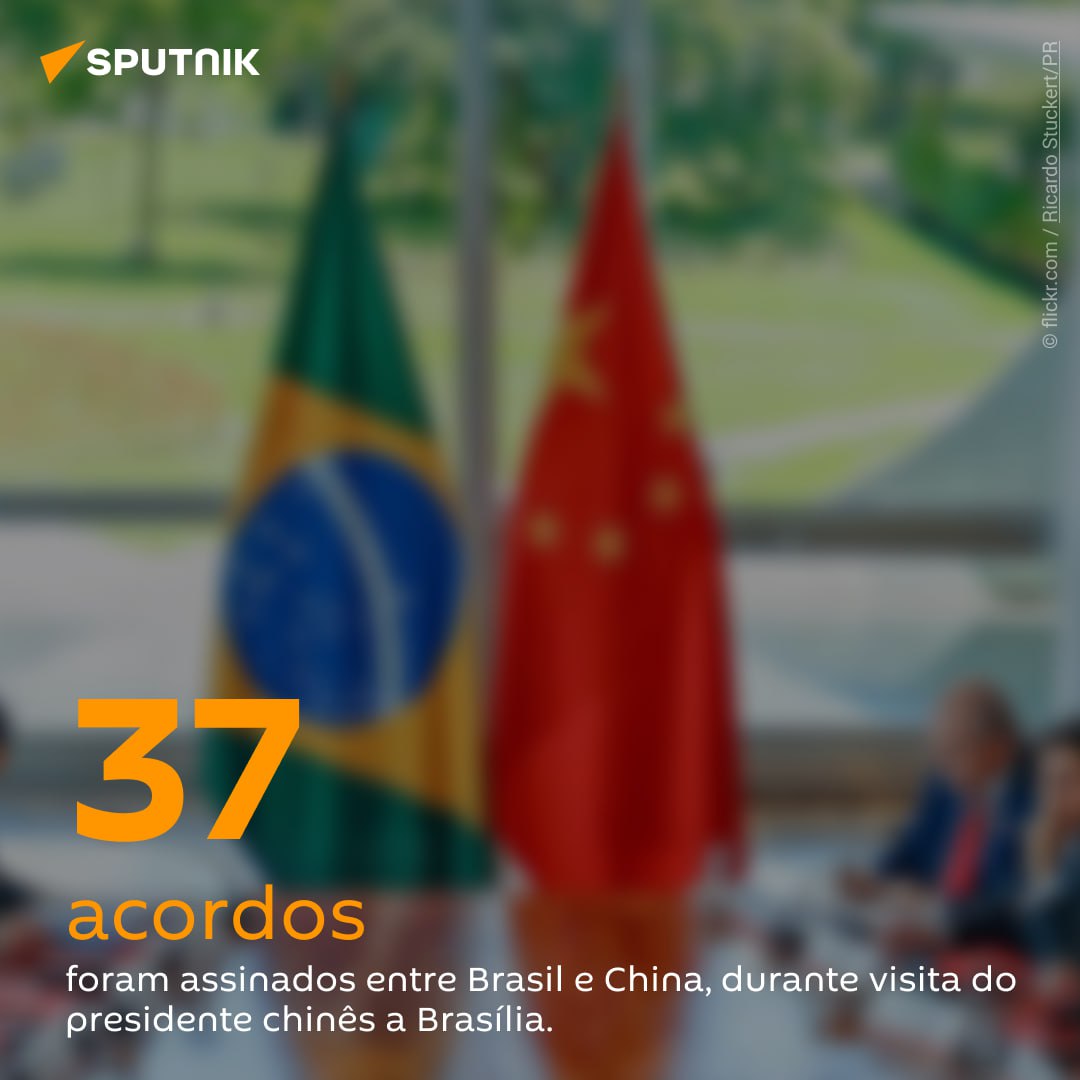 SPUTNIK
© flickr.com / Ricardo Stuckert/PR
37
acordos
foram assinados entre Brasil e China, durante visita do
presidente chinês a Brasília.